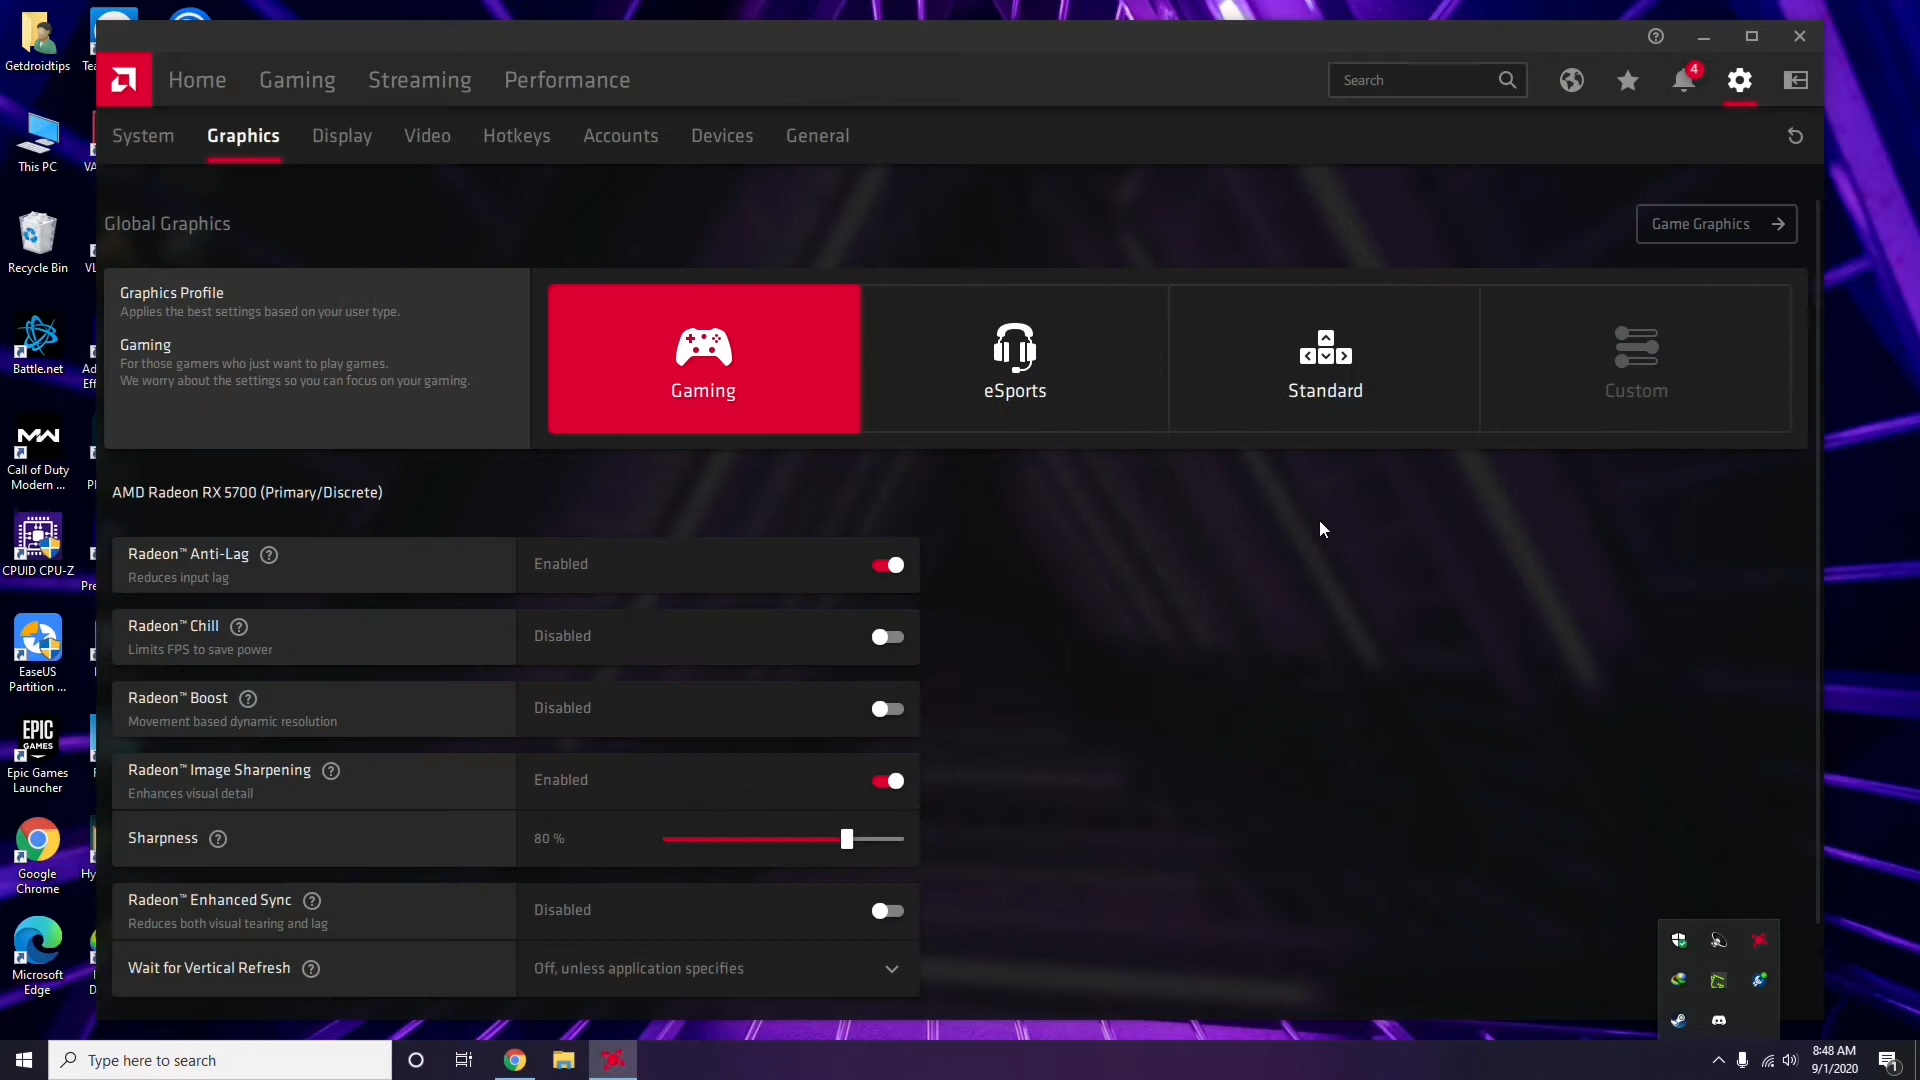 Getdroidtips
This PC
Recycle Bin
Battle.net
Call of Duty
Modern ...
CPUID CPU-Z
EaseUS
Partition ...
EPIC
GAMES
Epic Games
Launcher
Google
Chrome
Microsoft
Edge
Home
Gaming
Streaming
Performance
Search
4
System
Graphics
Display
Video
Hotkeys
Accounts
Devices
General
Global Graphics
Game Graphics
Graphics Profile
Applies the best settings based on your user type.
Gaming
For those gamers who just want to play games.
We worry about the settings so you can focus on your gaming.
Gaming
eSports
Standard
Custom
AMD Radeon RX 5700 (Primary/Discrete)
Radeon™ Anti-Lag
Reduces input lag
Enabled
Radeon™ Chill
Limits FPS to save power
Disabled
Radeon™ Boost
Movement based dynamic resolution
Disabled
Radeon™ Image Sharpening
Enhances visual detail
Enabled
Sharpness
80 %
Radeon™ Enhanced Sync
Reduces both visual tearing and lag
Disabled
Wait for Vertical Refresh
Off, unless application specifies
Type here to search
8:48 AM
9/1/2020
1